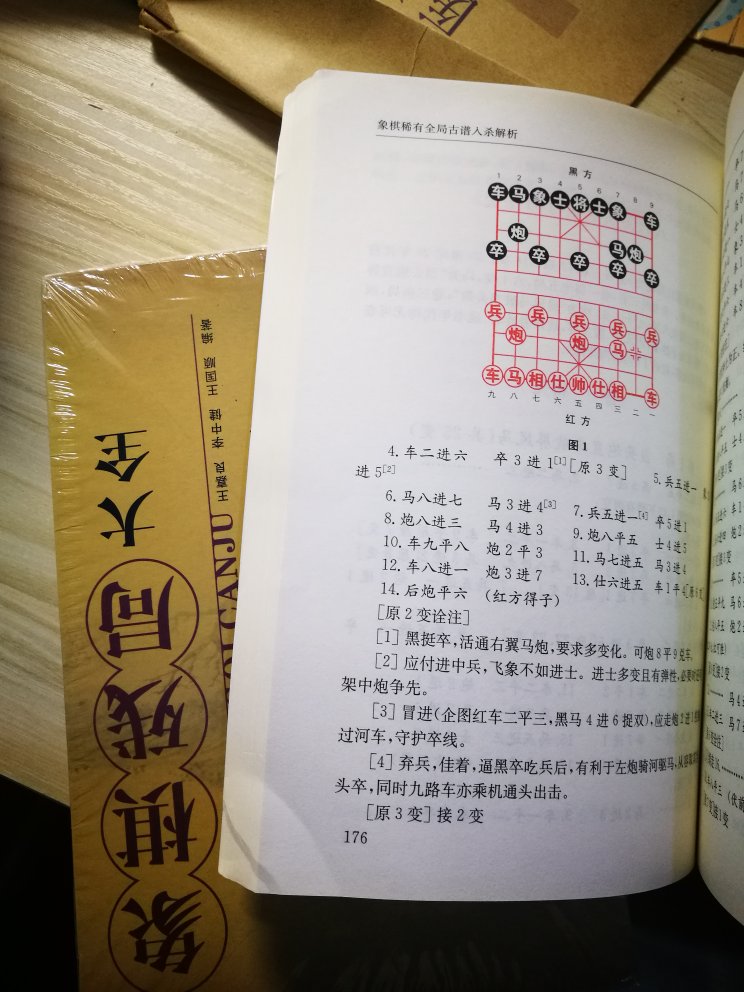 医
象棋稀有全局古谱人杀解析
黑方
1 2 3 4 5 6 7 8 9
车 马 象 士 将 士 象 车
炮 马 炮
卒 卒 卒 卒 卒
兵 兵 兵 兵 兵
炮 炮 马
车 马 相 仕 帅 仕 相 车
九 八 七 六 五 四 三 二 一
红方
图1
4.车二进六 卒3进1[1][原3变] 5.兵五进一
进5[2]
6.马八进七 马3进4[3] 7.兵五进一[4] 卒5进1
8.炮八进三 马4进3 9.炮八平五 士4进5
10.车九平八 炮2平3 11.马七进五 马3进4
12.车八进一 炮3进7 13.仕六进五 车1平4
14.后炮平六 (红方得子)
[原2变诠注]
[1]黑挺卒,活通右翼马炮,要求多变化。可炮8平9兑车。
[2]应付进中兵,飞象不如进士。进士多变且有弹性,必要时
架中炮争先。
[3]冒进(企图红车二平三,黑马4进6捉双),应走炮2进1
过河车,守护卒线。
[4]弃兵,佳着,逼黑卒吃兵后,有利于左炮骑河驱马,从
头卒,同时九路车亦乘机通头出击。
[原3变]接2变
176
象棋残局大全
王嘉良 李中健 王国顺 编著
CANJU